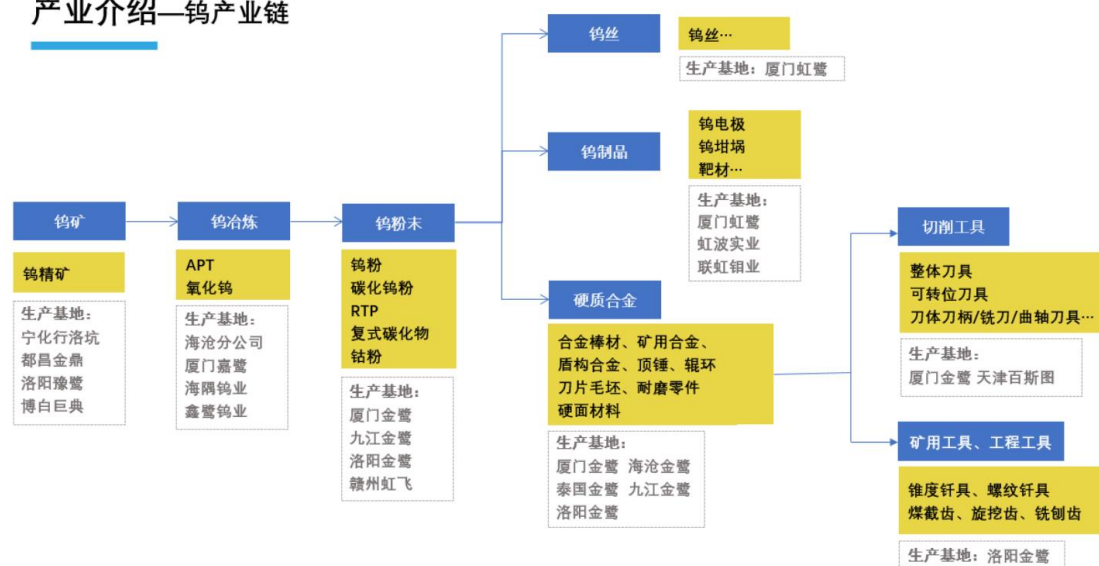 产业介绍—钨产业链
钨丝
钨丝…
生产基地：厦门虹鹭
钨制品
钨电极
钨坩埚
靶材…
生产基地：
厦门虹鹭
虹波实业
联虹钼业
钨矿
钨精矿
生产基地：
宁化行洛坑
都昌金鼎
洛阳豫鹭
博白巨典
钨冶炼
APT
氧化钨
生产基地：
海沧分公司
厦门嘉鹭
海隅钨业
鑫鹭钨业
钨粉末
钨粉
碳化钨粉
RTP
复式碳化物
钴粉
生产基地：
厦门金鹭
九江金鹭
洛阳金鹭
赣州虹飞
硬质合金
合金棒材、矿用合金、
盾构合金、顶锤、辊环
刀片毛坯、耐磨零件
硬面材料
生产基地：
厦门金鹭 海沧金鹭
泰国金鹭 九江金鹭
洛阳金鹭
切削工具
整体刀具
可转位刀具
刀体刀柄/铣刀/曲轴刀具…
生产基地：
厦门金鹭 天津百斯图
矿用工具、工程工具
锥度钎具、螺纹钎具
煤截齿、旋挖齿、铣刨齿
生产基地：洛阳金鹭